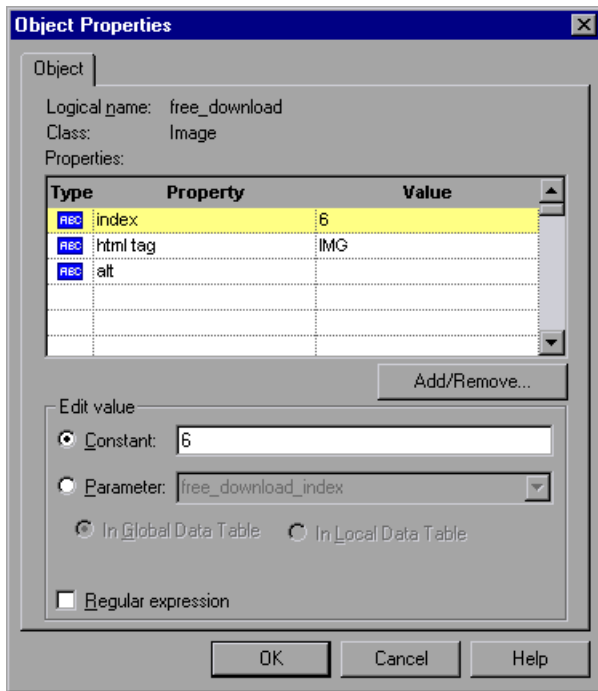 Object Properties
Object
Logical name: free_download
Class: Image
Properties:
Type Property Value
ABC index 6
ABC html tag IMG
ABC alt
Add/Remove...
Edit value
Constant: 6
Parameter: free_download_index
In Global Data Table In Local Data Table
Regular expression
OK Cancel Help